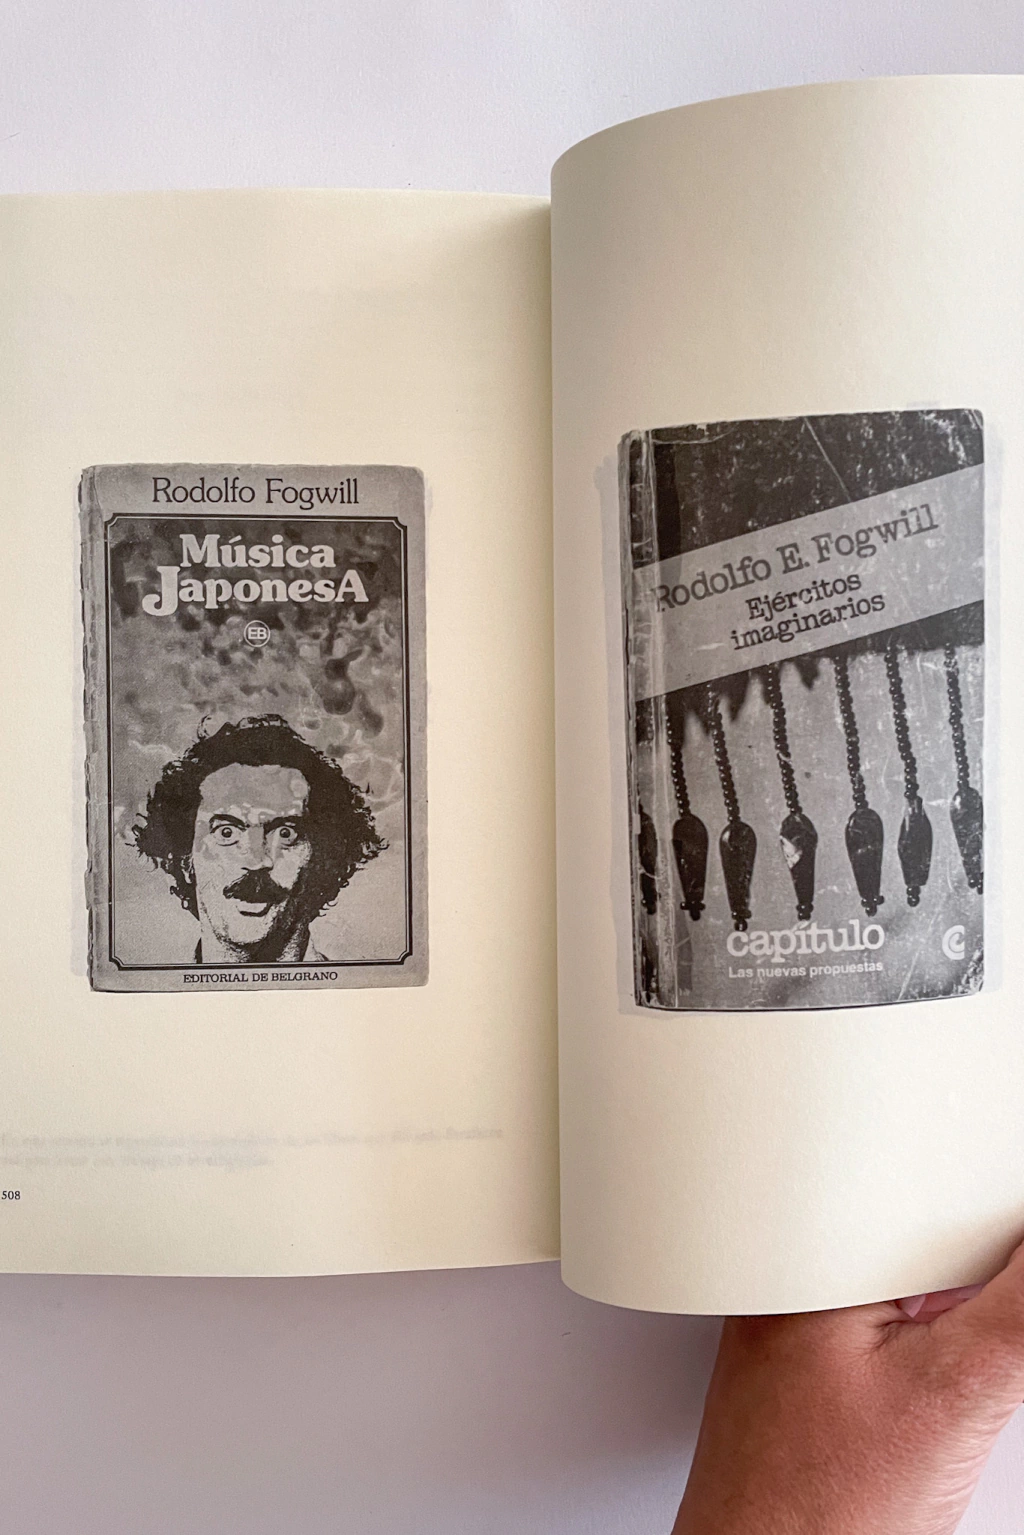 Rodolfo Fogwill
Música
JaponesA
EB
EDITORIAL DE BELGRANO
508
Rodolfo E. Fogwill
Ejércitos
imaginarios
capítulo
Las nuevas propuestas